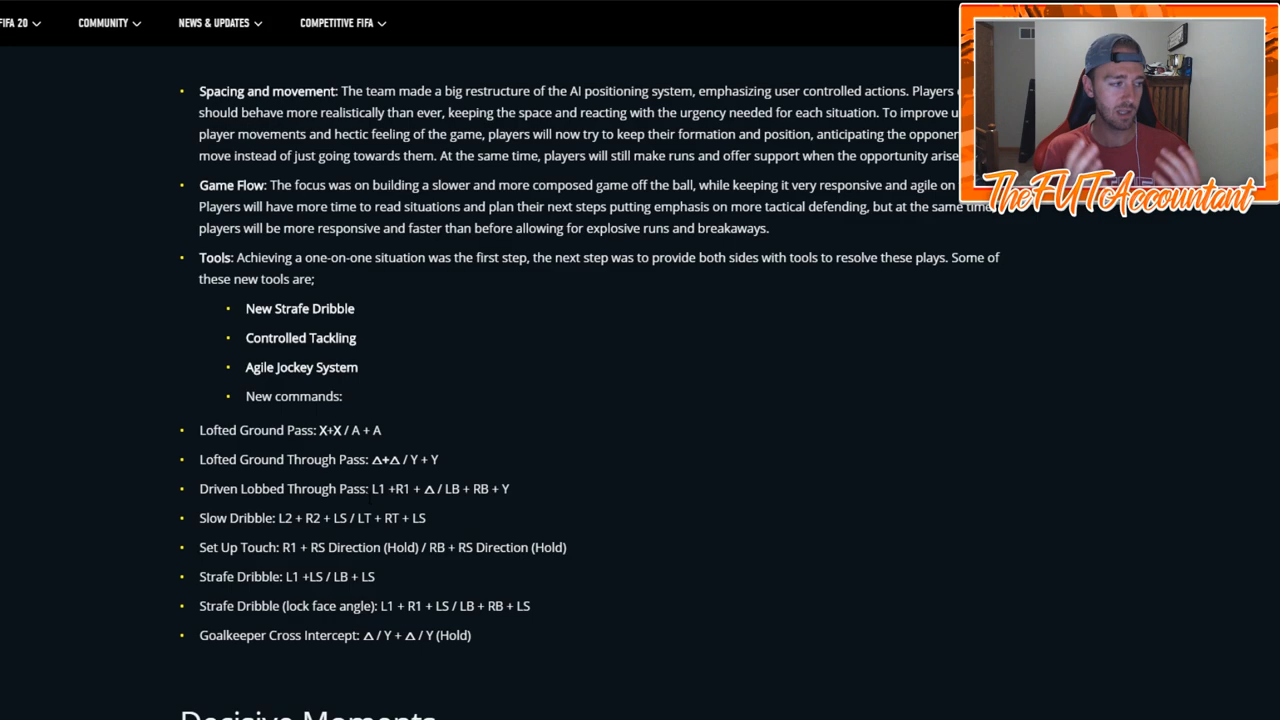 FIFA 20
COMMUNITY
NEWS & UPDATES
COMPETITIVE FIFA
Spacing and movement: The team made a big restructure of the AI positioning system, emphasizing user controlled actions. Players
should behave more realistically than ever, keeping the space and reacting with the urgency needed for each situation. To improve
player movements and hectic feeling of the game, players will now try to keep their formation and position, anticipating the
move instead of just going towards them. At the same time, players will still make runs and offer support when the opportunity
Game Flow: The focus was on building a slower and more composed game off the ball, while keeping it very responsive and agile on
Players will have more time to read situations and plan their next steps putting emphasis on more tactical defending, but at the same time,
players will be more responsive and faster than before allowing for explosive runs and breakaways.
Tools: Achieving a one-on-one situation was the first step, the next step was to provide both sides with tools to resolve these plays. Some of
these new tools are;
New Strafe Dribble
Controlled Tackling
Agile Jockey System
New commands:
Lofted Ground Pass: X+X / A + A
Lofted Ground Through Pass: △+△ / Y + Y
Driven Lobbed Through Pass: L1 +R1 + △ / LB + RB + Y
Slow Dribble: L2 + R2 + LS / LT + RT + LS
Set Up Touch: R1 + RS Direction (Hold) / RB + RS Direction (Hold)
Strafe Dribble: L1 +LS / LB + LS
Strafe Dribble (lock face angle): L1 + R1 + LS / LB + RB + LS
Goalkeeper Cross Intercept: △ / Y + △ / Y (Hold)
Decisive Moments
TheFUTAccountant